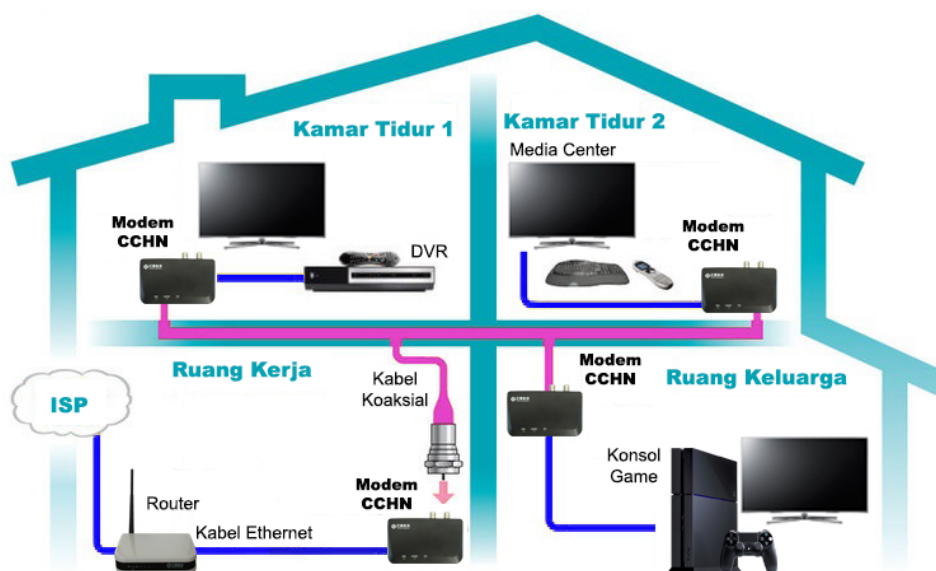 Kamar Tidur 1
Kamar Tidur 2
Media Center
Modem
CCHN
DVR
Modem
CCHN
Ruang Kerja
Kabel
Koaksial
Modem
CCHN
Ruang Keluarga
ISP
Konsol
Game
Modem
CCHN
Router
Kabel Ethernet